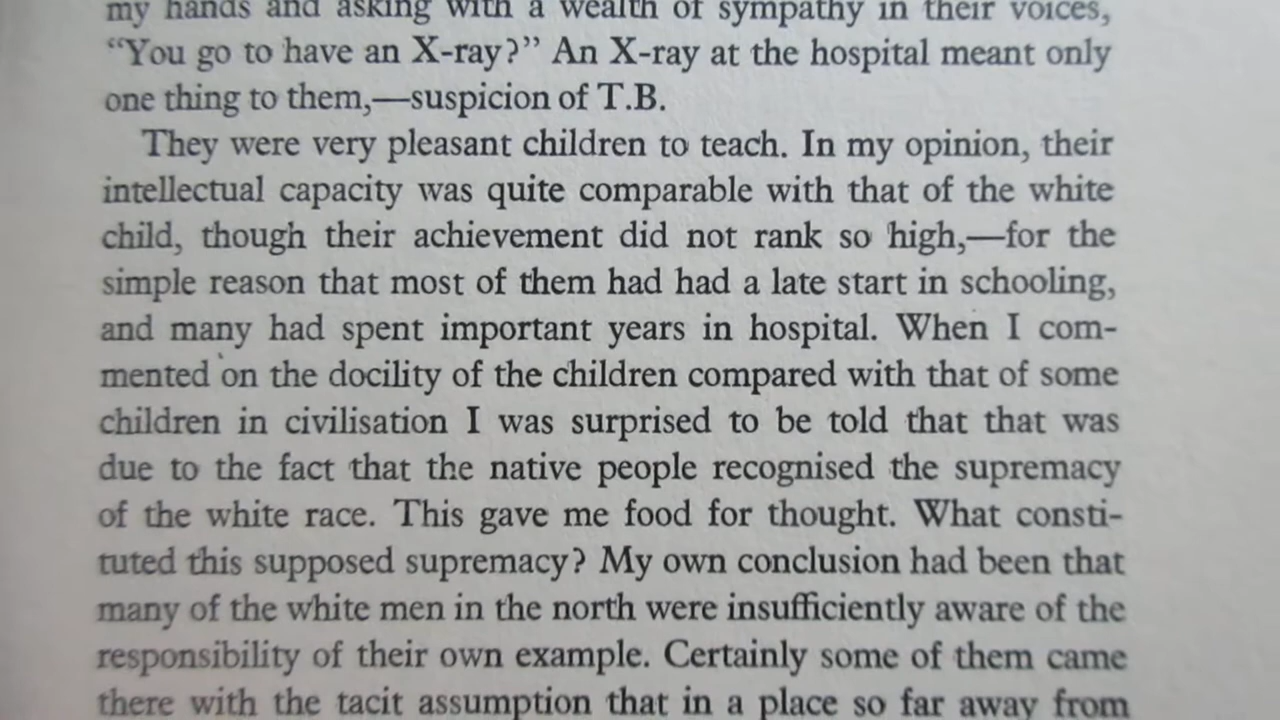 my hands and asking with a wealth of sympathy in their voices,
“You go to have an X-ray?” An X-ray at the hospital meant only
one thing to them,—suspicion of T.B.
They were very pleasant children to teach. In my opinion, their
intellectual capacity was quite comparable with that of the white
child, though their achievement did not rank so high,—for the
simple reason that most of them had had a late start in schooling,
and many had spent important years in hospital. When I com-
mented on the docility of the children compared with that of some
children in civilisation I was surprised to be told that that was
due to the fact that the native people recognised the supremacy
of the white race. This gave me food for thought. What consti-
tuted this supposed supremacy? My own conclusion had been that
many of the white men in the north were insufficiently aware of the
responsibility of their own example. Certainly some of them came
there with the tacit assumption that in a place so far away from